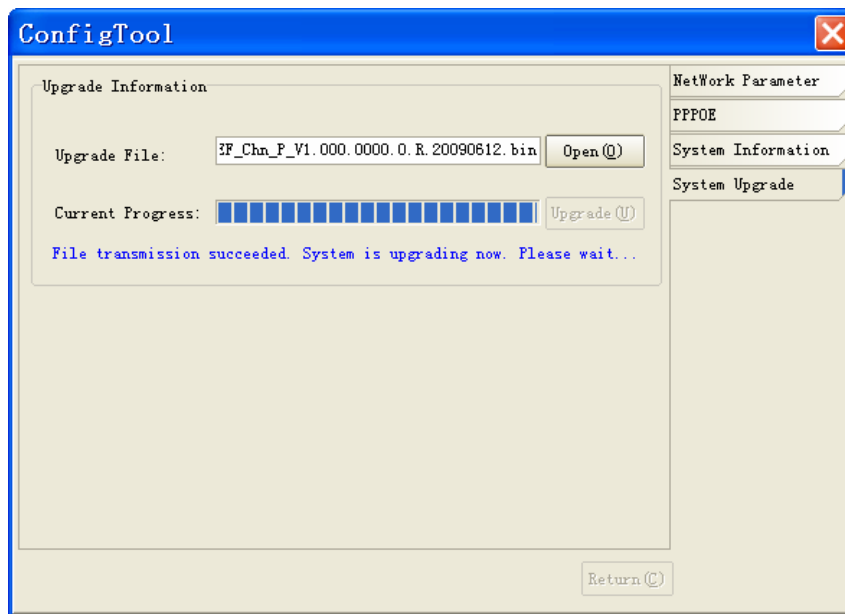 ConfigTool
Upgrade Information
Upgrade File:
EF_Chn_P_V1.000.0000.0.R.20090612.bin
Open(O)
Current Progress:
Upgrade(U)
File transmission succeeded. System is upgrading now. Please wait...
NetWork Parameter
PPPOE
System Information
System Upgrade
Return(C)